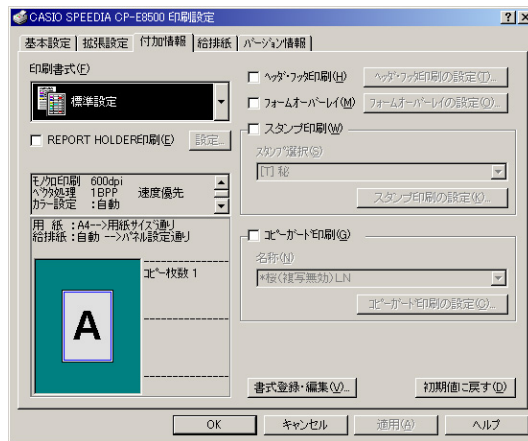 CASIO SPEEDIA CP-E8500 印刷設定
基本設定 拡張設定 付加情報 給排紙 バージョン情報
印刷書式(F)
標準設定
REPORT HOLDER印刷(E) 設定...
モノクロ印刷 600dpi
ベクタ処理 1BPP 速度優先
カラー設定 :自動
用 紙 : A4-->用紙サイズ通り
給排紙 : 自動 -->パネル設定通り
コピー枚数 1
A
ヘッダ・フッタ印刷(H) ヘッダ・フッタ印刷の設定(T)...
フォームオーバーレイ(M) フォームオーバーレイの設定(O)...
スタンプ印刷(W)
スタンプ選択(S)
[T] 秘
スタンプ印刷の設定(K)...
コピーガード印刷(G)
名称(N)
*桜(複写無効)LN
コピーガード印刷の設定(C)...
書式登録・編集(V)... 初期値に戻す(D)
OK キャンセル 適用(A) ヘルプ